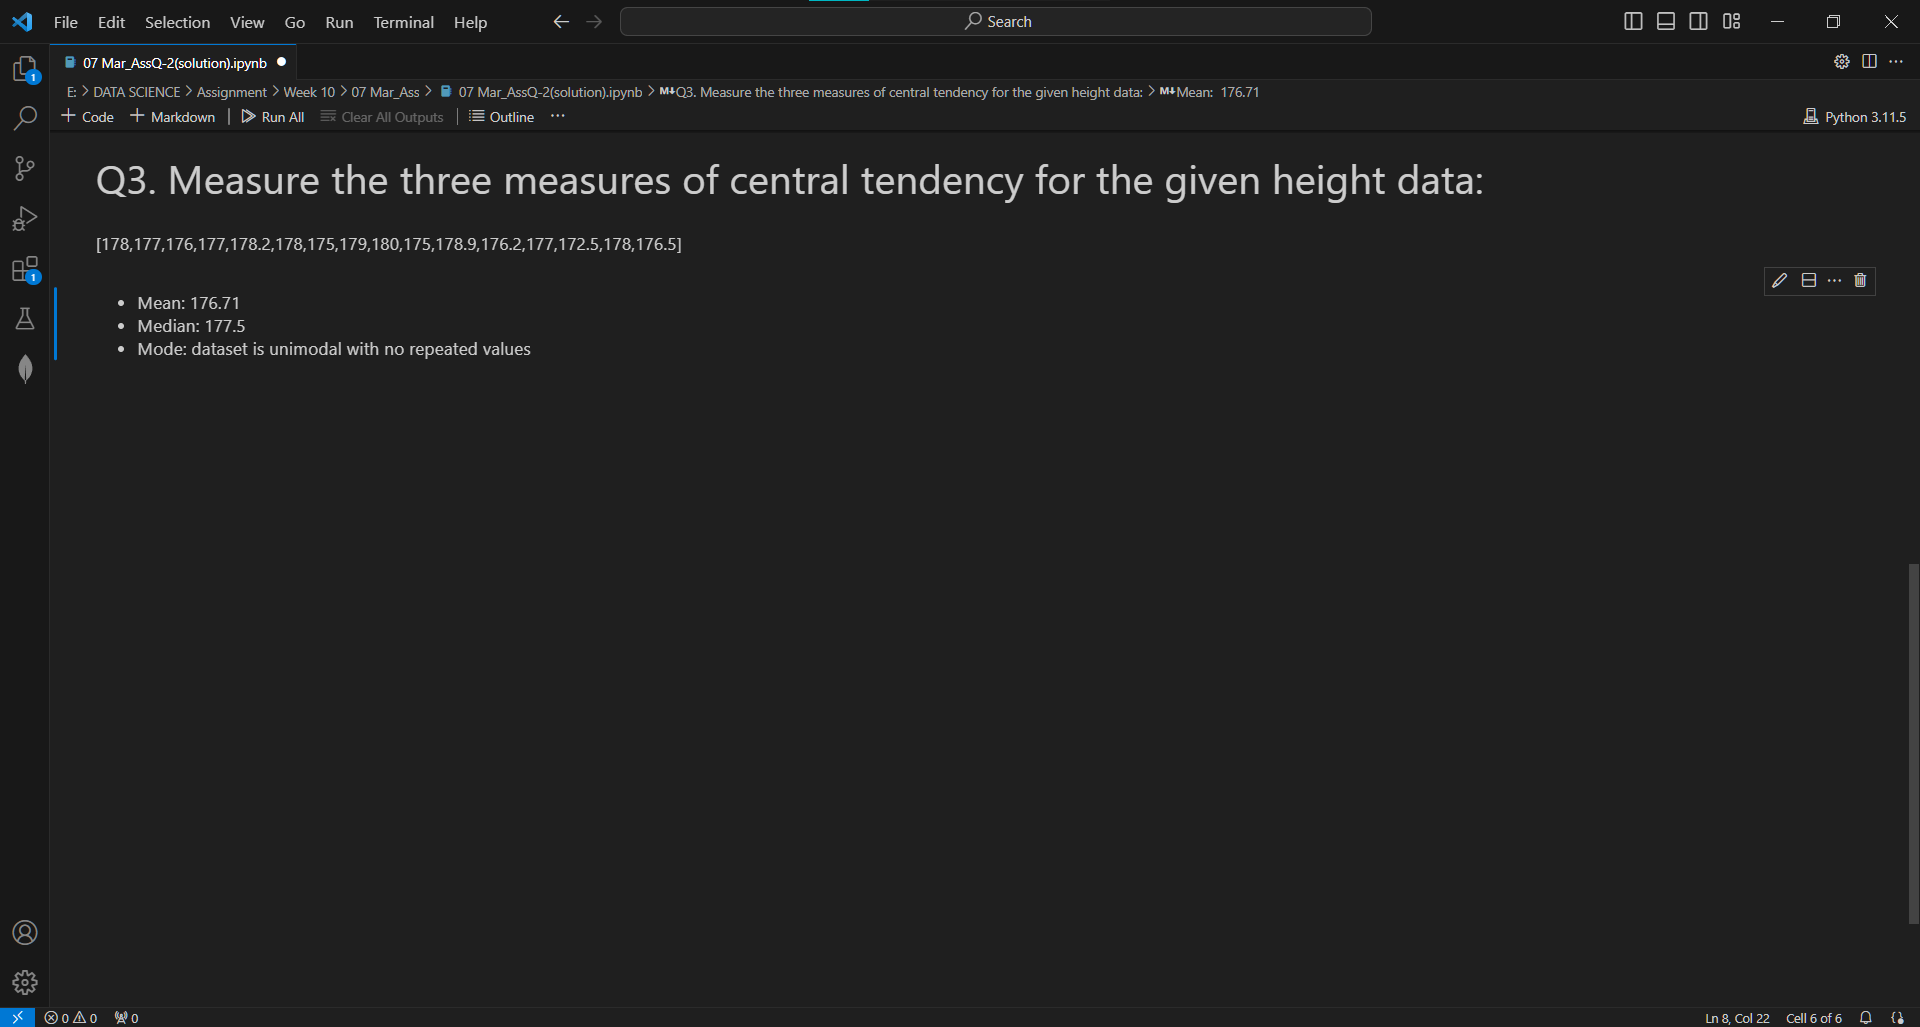 File Edit Selection View Go Run Terminal Help Search
07 Mar_AssQ-2(solution).ipynb
E: > DATA SCIENCE > Assignment > Week 10 > 07 Mar_Ass > 07 Mar_AssQ-2(solution).ipynb > M↓Q3. Measure the three measures of central tendency for the given height data: > M↓Mean: 176.71
+ Code + Markdown | Run All Clear All Outputs | Outline ··· Python 3.11.5
Q3. Measure the three measures of central tendency for the given height data:
[178,177,176,177,178.2,178,175,179,180,175,178.9,176.2,177,172.5,178,176.5]
• Mean: 176.71
• Median: 177.5
• Mode: dataset is unimodal with no repeated values
1
1
0 0 0 Ln 8, Col 22 Cell 6 of 6